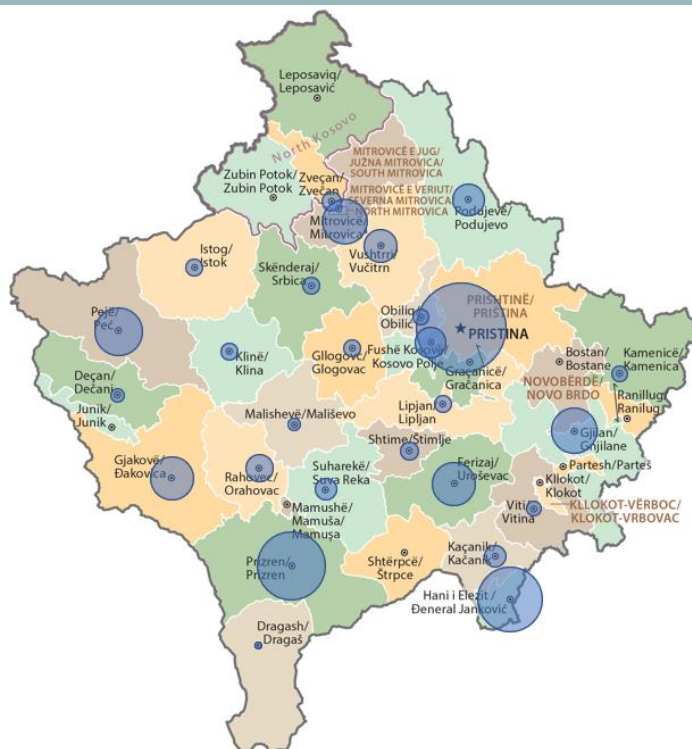 Leposaviq/
Leposavić
North Kosovo
MITROVICË E JUG/
JUŽNA MITROVICA/
SOUTH MITROVICA
Zubin Potok/
Zubin Potok
Zveçan/
Zvečan
MITROVICË E VERIUT/
SEVERNA MITROVICA
NORTH MITROVICA
Mitrovicë/
Mitrovica
Podujevë/
Podujevo
Vushtrri/
Vučitrn
Istog/
Istok
Skënderaj/
Srbica
Obiliq/
Obilić
PRISHTINË/
PRIŠTINA
PRISTINA
Pejë/
Peć
Klinë/
Klina
Gllogovc/
Glogovac
Fushë Kosovë/
Kosovo Polje
Graçanicë/
Gračanica
Bostan/
Bostane
Kamenicë/
Kamenica
Deçan/
Dečani
Junik/
Junik
NOVOBËRDË/
NOVO BRDO
Ranillug/
Ranilug
Malishevë/Mališevo
Lipjan/
Lipljan
Shtime/Štimlje
Gjilan/
Gnjilane
Gjakovë/
Đakovica
Rahovec/
Orahovac
Suharekë/
Suva Reka
Ferizaj/
Uroševac
Partesh/Parteš
Kllokot/
Klokot
KLLOKOT-VËRBOC/
KLOKOT-VRBOVAC
Mamushë/
Mamuša/
Mamuşa
Viti/
Vitina
Prizren/
Prizren
Shtërpcë/
Štrpce
Kaçanik/
Kačanik
Hani i Elezit /
Đeneral Janković
Dragash/
Dragaš